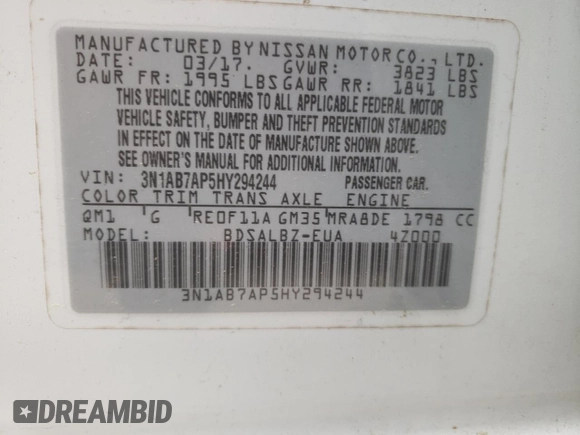 MANUFACTURED BY NISSAN MOTOR CO., LTD.
DATE: 03/17. GVWR: 3823 LBS
GAWR FR: 1995 LBS GAWR RR: 1841 LBS
THIS VEHICLE CONFORMS TO ALL APPLICABLE FEDERAL MOTOR
VEHICLE SAFETY, BUMPER AND THEFT PREVENTION STANDARDS
IN EFFECT ON THE DATE OF MANUFACTURE SHOWN ABOVE.
SEE OWNER'S MANUAL FOR ADDITIONAL INFORMATION.
VIN: 3N1AB7AP5HY294244 PASSENGER CAR
COLOR TRIM TRANS AXLE ENGINE
QM1 G RE0F11A GM35 MRA8DE 1798 CC
MODEL: BDSALBZ-EUA 4Z000
3N1AB7AP5HY294244
DREAMBID